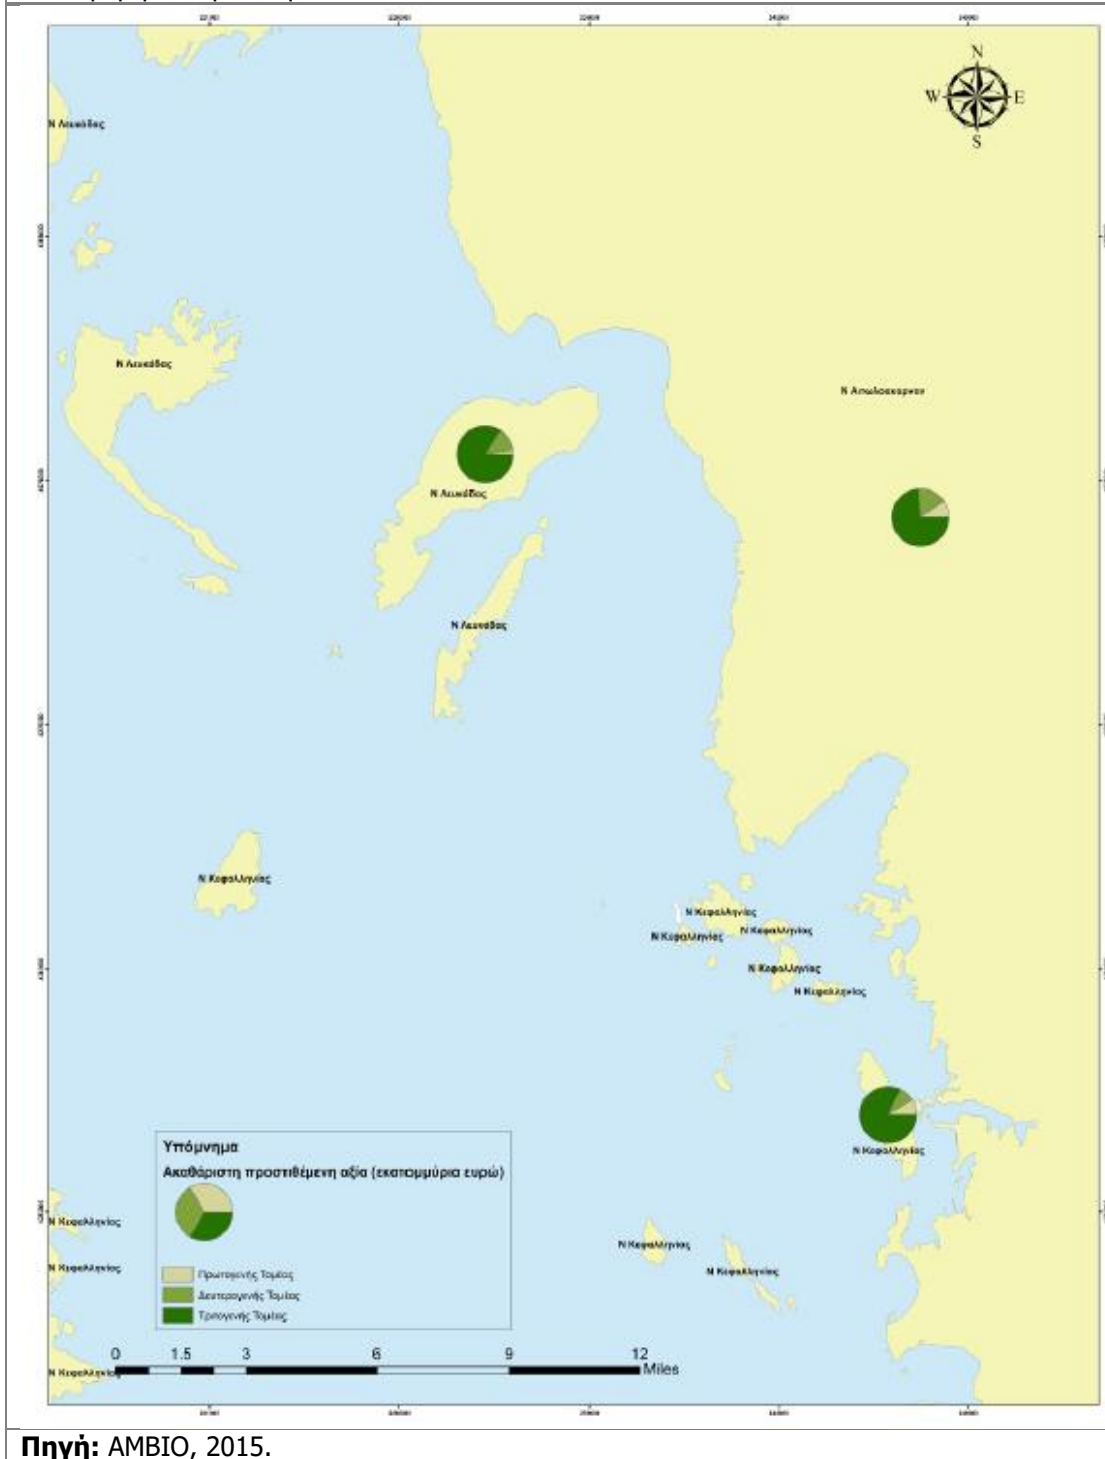 N
W E
S
Ν Λευκάδας
Ν Λευκάδας
Ν Αιτωλοακαρναν
Ν Λευκάδας
Ν Λευκάδας
Ν Κεφαλληνίας
Ν Κεφαλληνίας
Ν Κεφαλληνίας
Ν Κεφαλληνίας
Ν Κεφαλληνίας
Ν Κεφαλληνίας
Ν Κεφαλληνίας
Υπόμνημα
Ακαθάριστη προστιθέμενη αξία (εκατομμύρια ευρώ)
Πρωτογενής Τομέας
Δευτερογενής Τομέας
Τριτογενής Τομέας
Ν Κεφαλληνίας
Ν Κεφαλληνίας
Ν Κεφαλληνίας
Ν Κεφαλληνίας
Ν Κεφαλληνίας
0 1.5 3 6 9 12
Miles
Πηγή: ΑΜΒΙΟ, 2015.